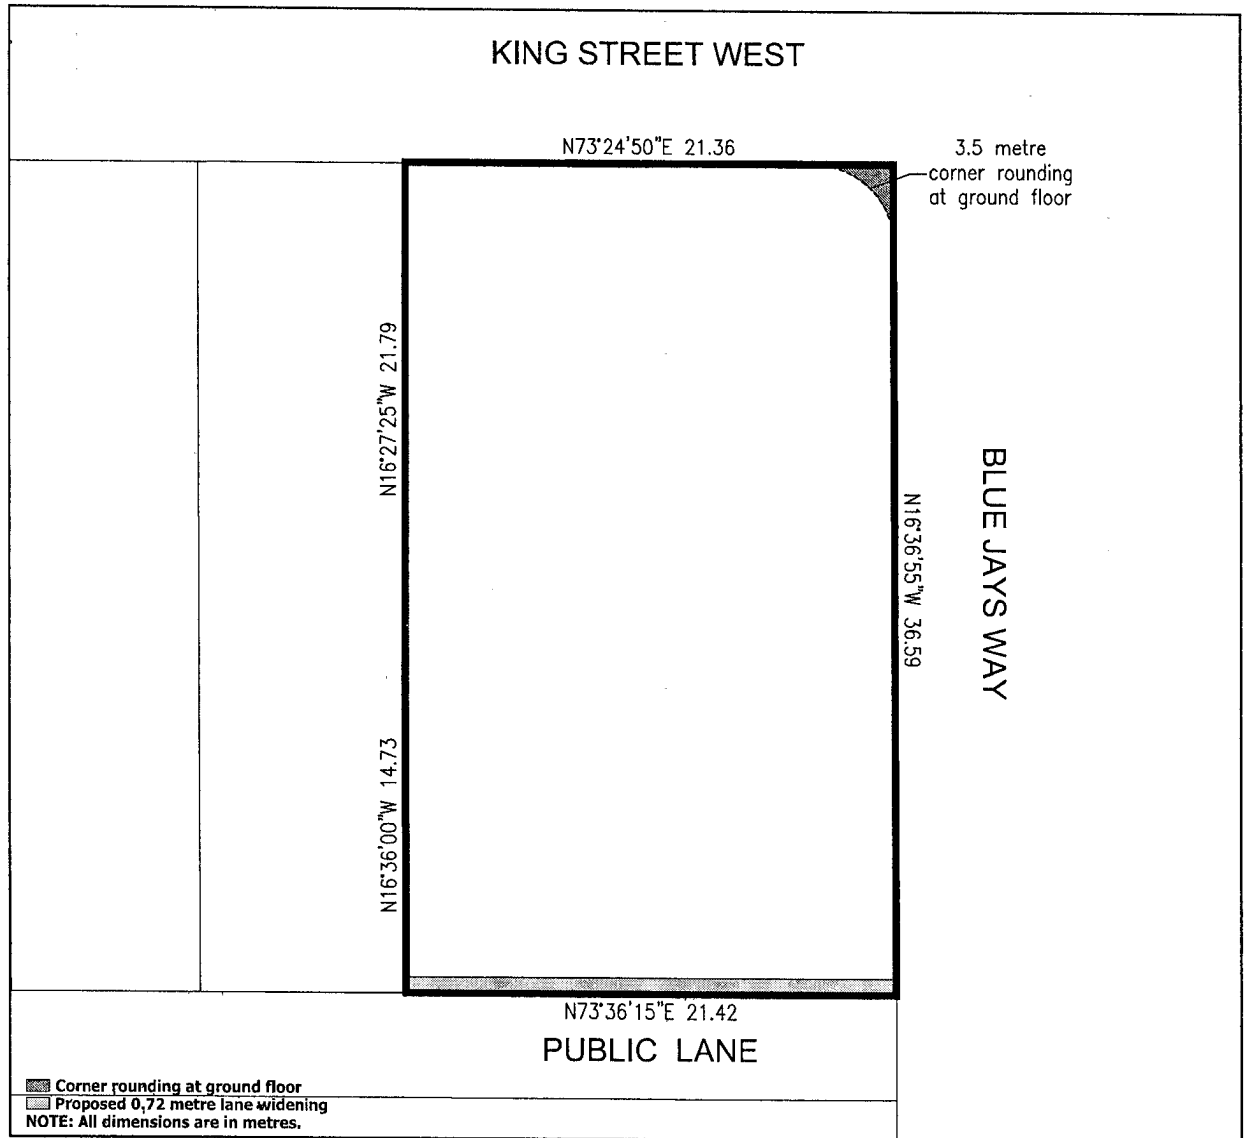 KING STREET WEST
N73°24'50"E 21.36
3.5 metre
corner rounding
at ground floor
N16°27'25"W 21.79
BLUE JAYS WAY
N16°36'55"W 36.59
N16°36'00"W 14.73
N73°36'15"E 21.42
PUBLIC LANE
Corner rounding at ground floor
Proposed 0,72 metre lane widening
NOTE: All dimensions are in metres.